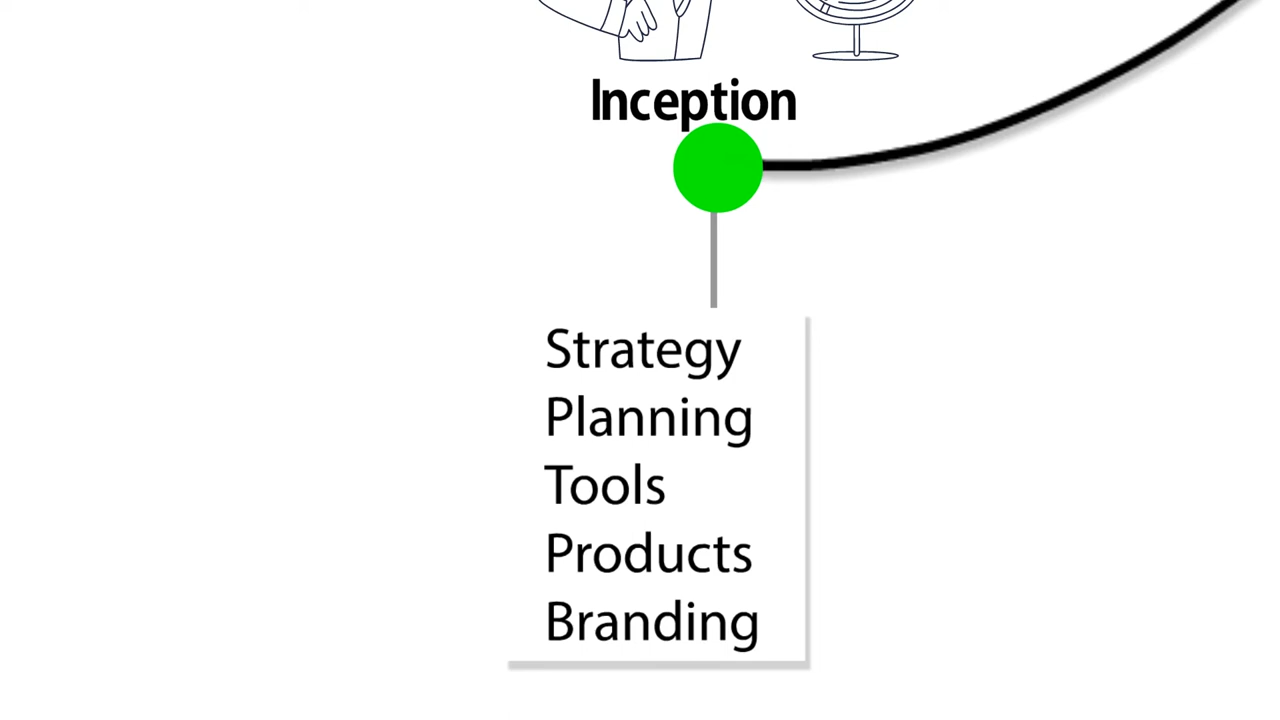 Inception
Strategy
Planning
Tools
Products
Branding